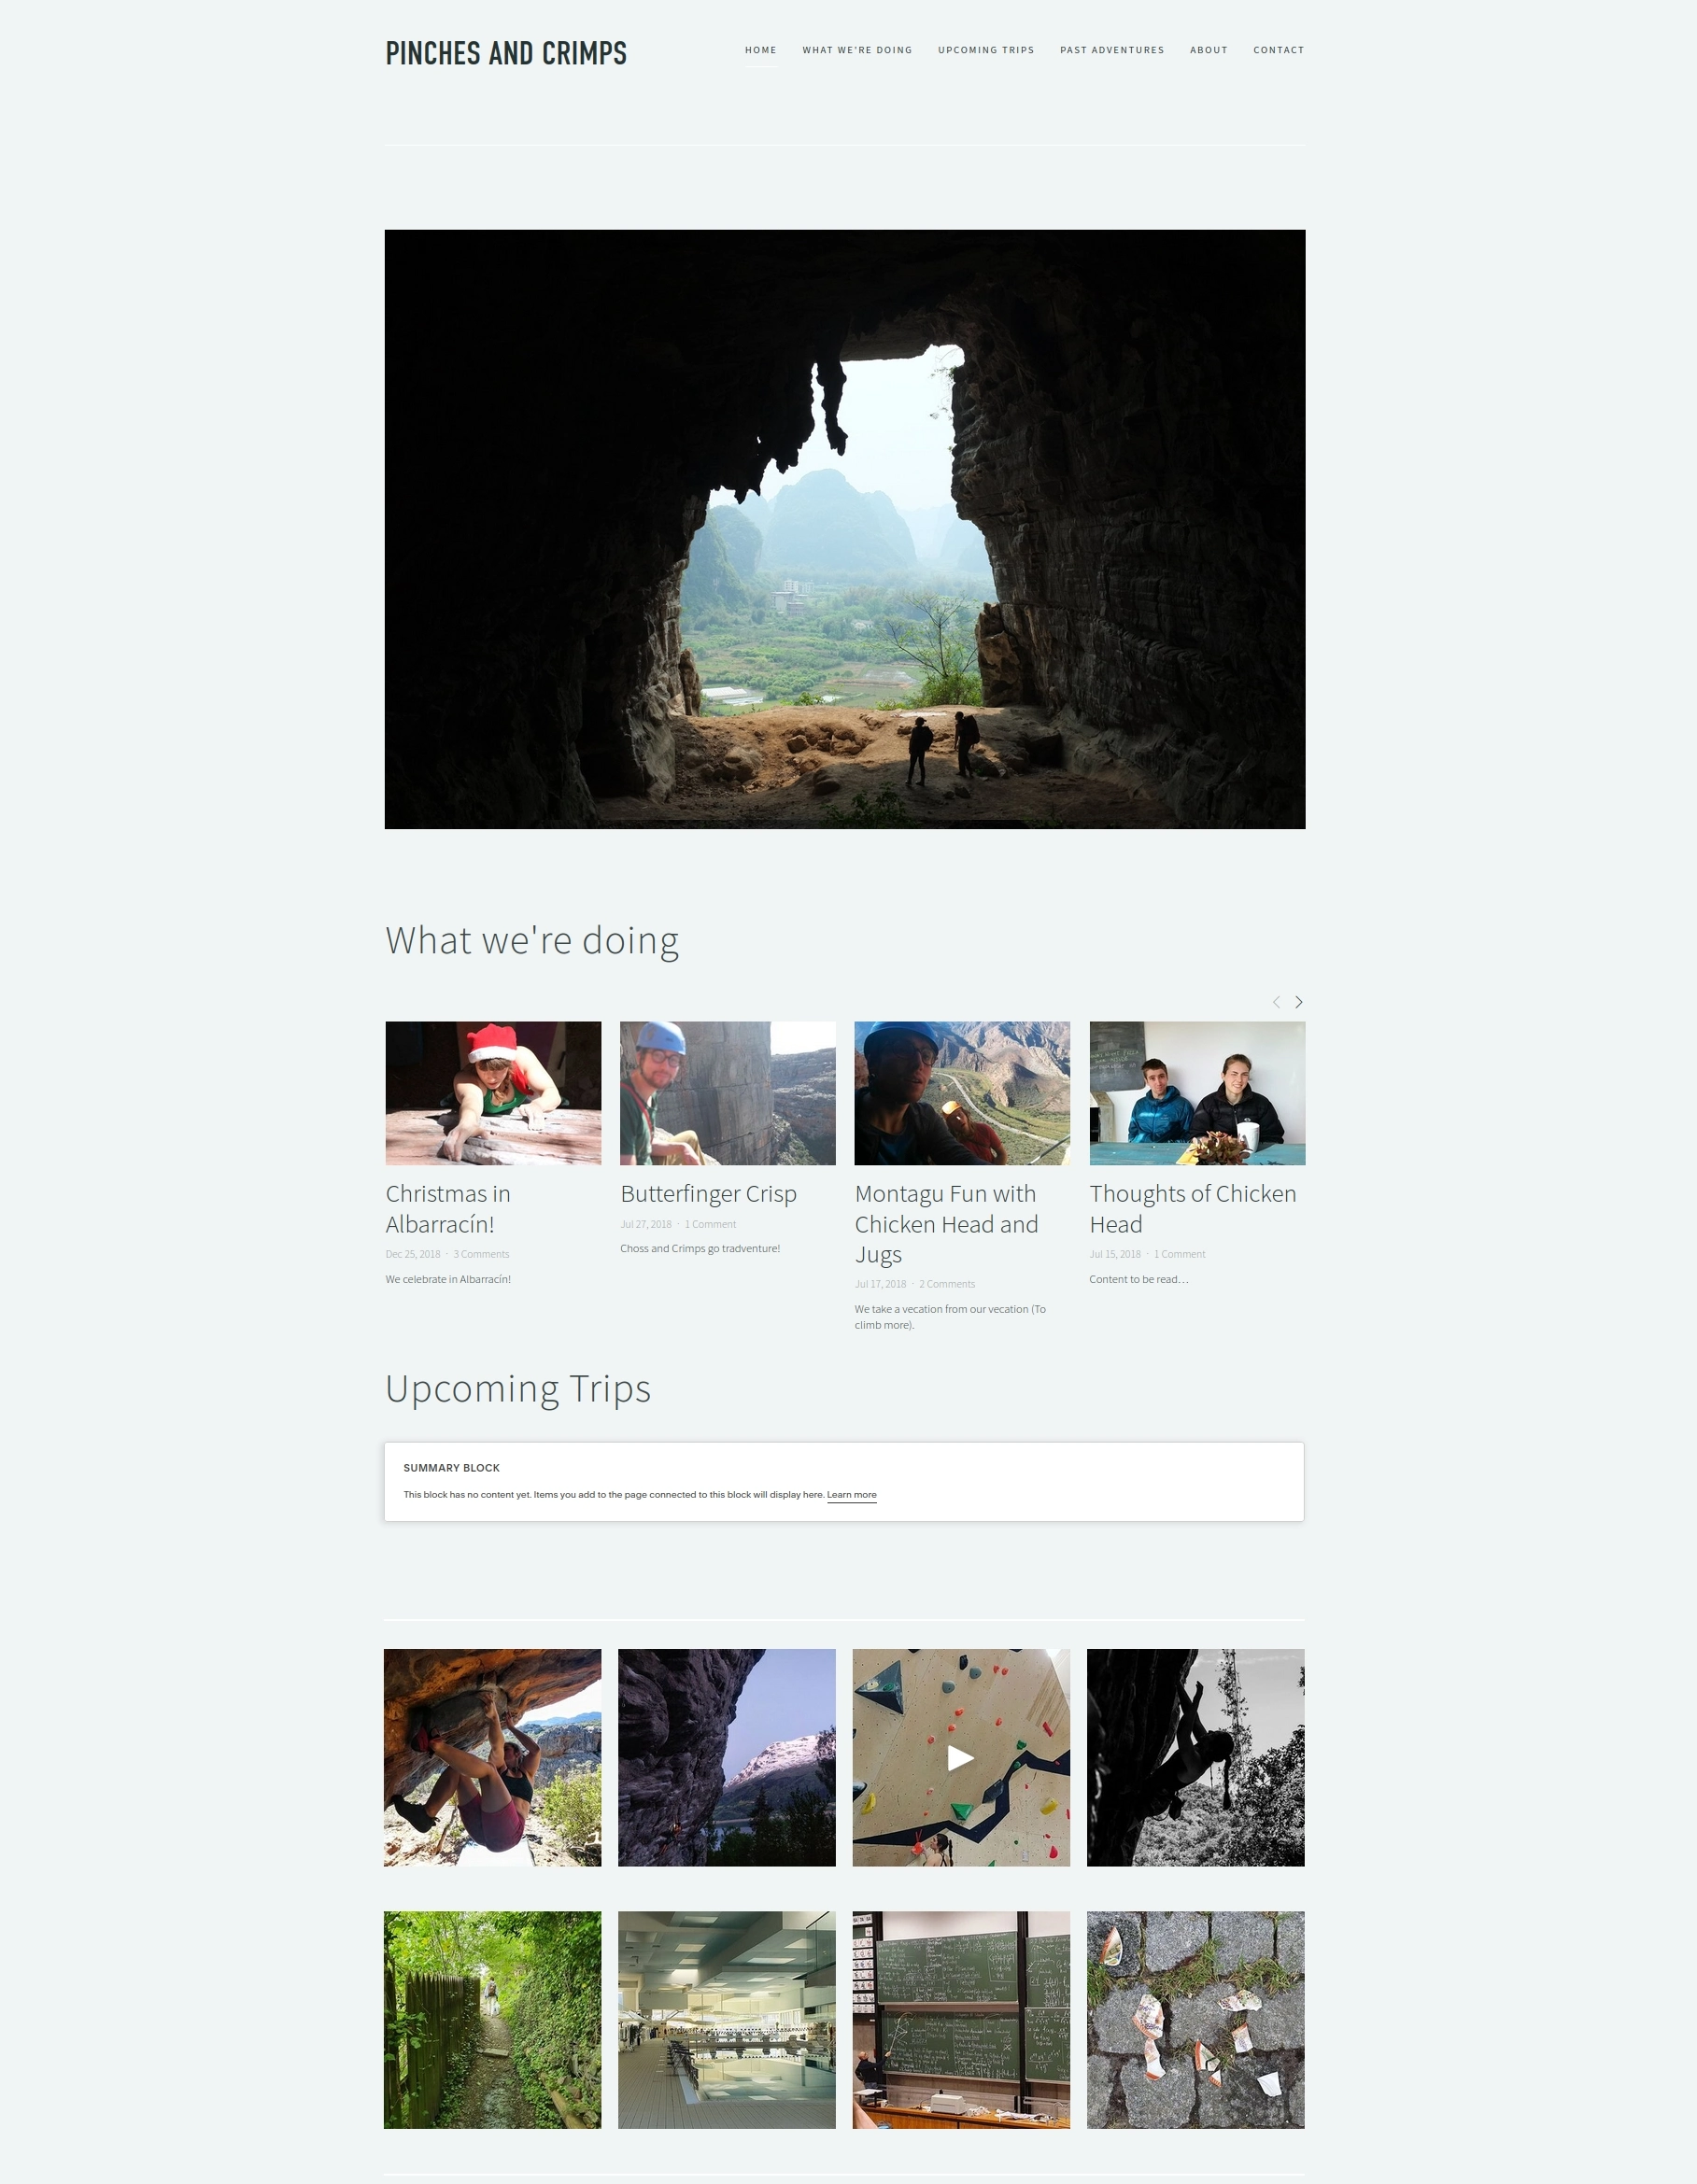 PINCHES AND CRIMPS
HOME WHAT WE'RE DOING UPCOMING TRIPS PAST ADVENTURES ABOUT CONTACT
What we're doing
Christmas in
Albarracín!
Dec 25, 2018 · 3 Comments
We celebrate in Albarracín!
Butterfinger Crisp
Jul 27, 2018 · 1 Comment
Choss and Crimps go tradventure!
Montagu Fun with
Chicken Head and
Jugs
Jul 17, 2018 · 2 Comments
We take a vecation from our vecation (To
climb more).
Thoughts of Chicken
Head
Jul 15, 2018 · 1 Comment
Content to be read…
Upcoming Trips
SUMMARY BLOCK
This block has no content yet. Items you add to the page connected to this block will display here. Learn more